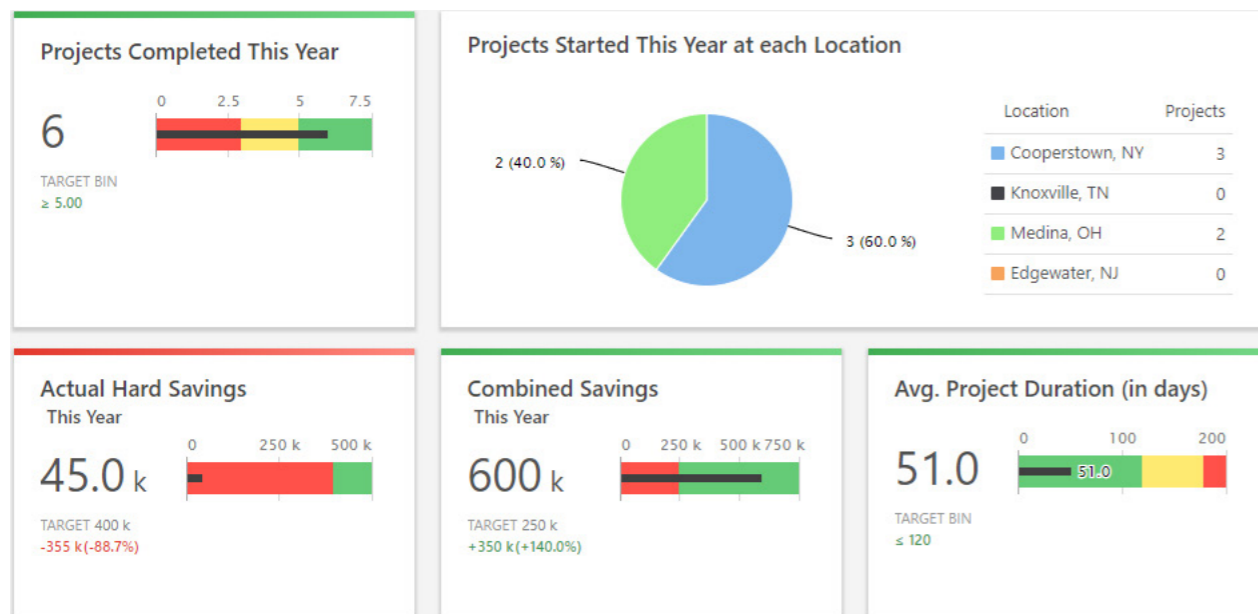 Projects Completed This Year
6
0 2.5 5 7.5
TARGET BIN
≥ 5.00
Projects Started This Year at each Location
2 (40.0 %)
3 (60.0 %)
Location Projects
Cooperstown, NY 3
Knoxville, TN 0
Medina, OH 2
Edgewater, NJ 0
Actual Hard Savings
This Year
45.0 k
0 250 k 500 k
TARGET 400 k
-355 k(-88.7%)
Combined Savings
This Year
600 k
0 250 k 500 k 750 k
TARGET 250 k
+350 k(+140.0%)
Avg. Project Duration (in days)
51.0
0 100 200
51.0
TARGET BIN
≤ 120